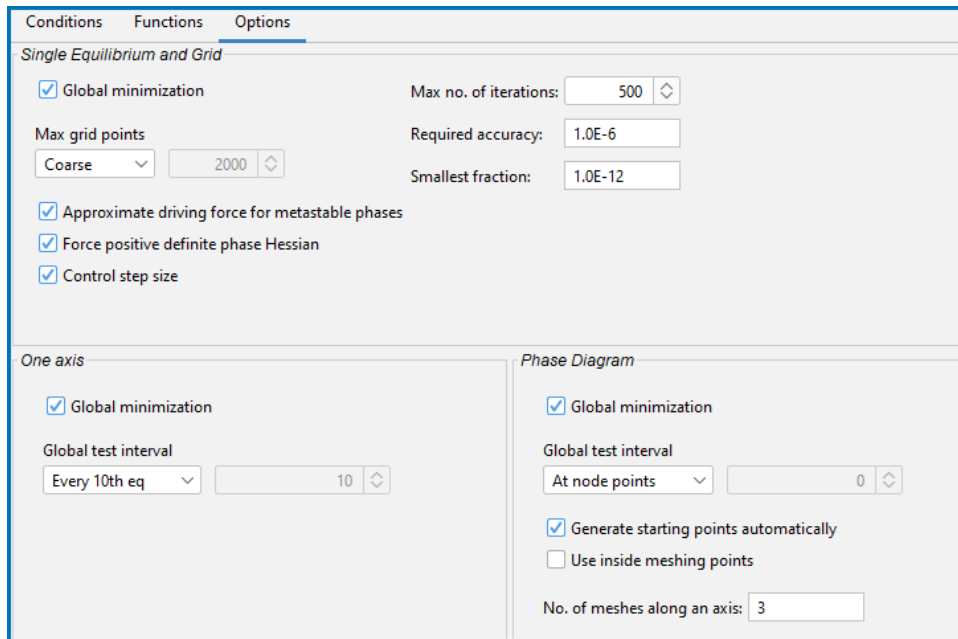 Conditions Functions Options
Single Equilibrium and Grid
Global minimization
Max no. of iterations: 500
Max grid points
Required accuracy: 1.0E-6
Coarse 2000
Smallest fraction: 1.0E-12
Approximate driving force for metastable phases
Force positive definite phase Hessian
Control step size
One axis
Global minimization
Global test interval
Every 10th eq 10
Phase Diagram
Global minimization
Global test interval
At node points 0
Generate starting points automatically
Use inside meshing points
No. of meshes along an axis: 3